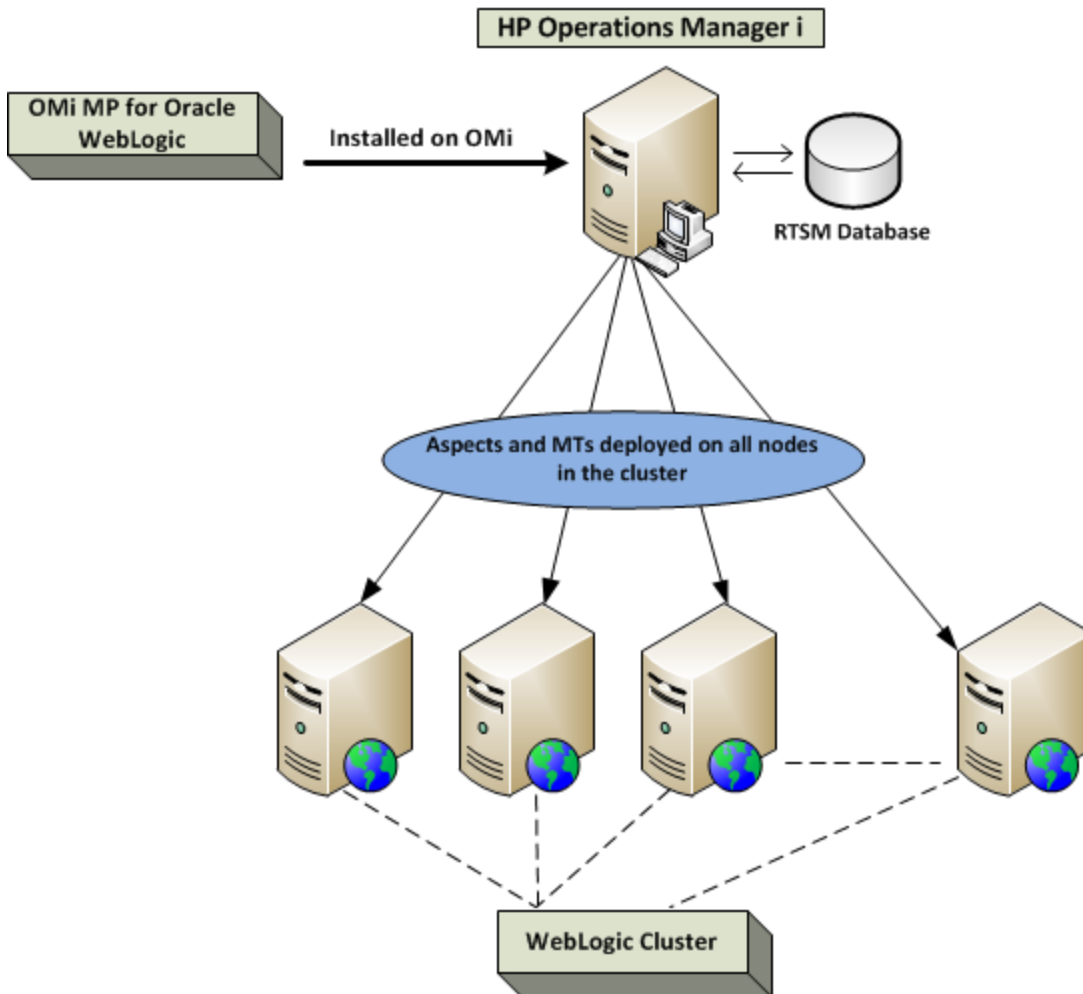 HP Operations Manager i
OMi MP for Oracle
WebLogic
Installed on OMi
RTSM Database
Aspects and MTs deployed on all nodes
in the cluster
WebLogic Cluster